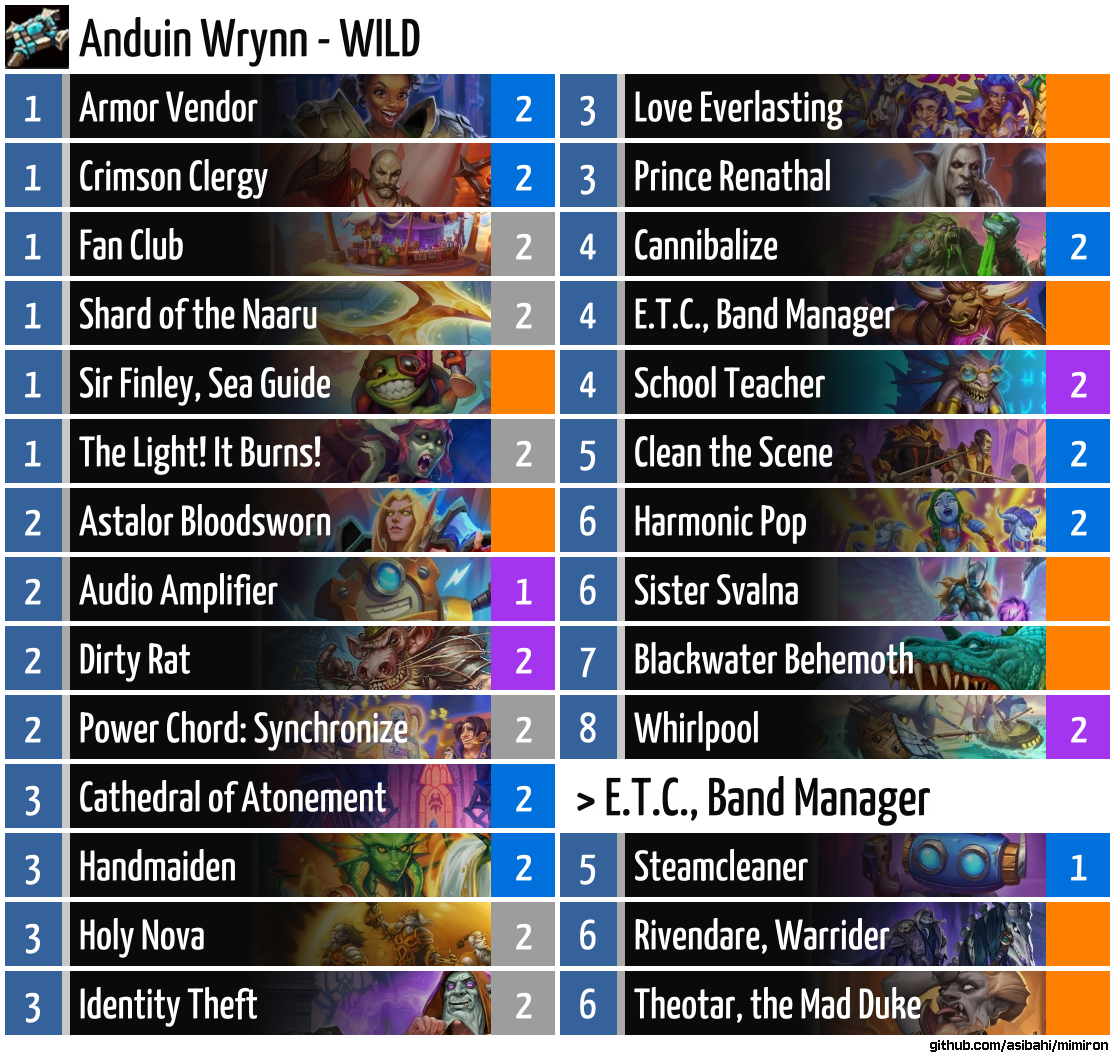 Anduin Wrynn - WILD
1 Armor Vendor 2
1 Crimson Clergy 2
1 Fan Club 2
1 Shard of the Naaru 2
1 Sir Finley, Sea Guide
1 The Light! It Burns! 2
2 Astalor Bloodsworn
2 Audio Amplifier 1
2 Dirty Rat 2
2 Power Chord: Synchronize 2
3 Cathedral of Atonement 2
3 Handmaiden 2
3 Holy Nova 2
3 Identity Theft 2
3 Love Everlasting
3 Prince Renathal
4 Cannibalize 2
4 E.T.C., Band Manager
4 School Teacher 2
5 Clean the Scene 2
6 Harmonic Pop 2
6 Sister Svalna
7 Blackwater Behemoth
8 Whirlpool 2
> E.T.C., Band Manager
5 Steamcleaner 1
6 Rivendare, Warrider
6 Theotar, the Mad Duke
github.com/asibahi/mimiron